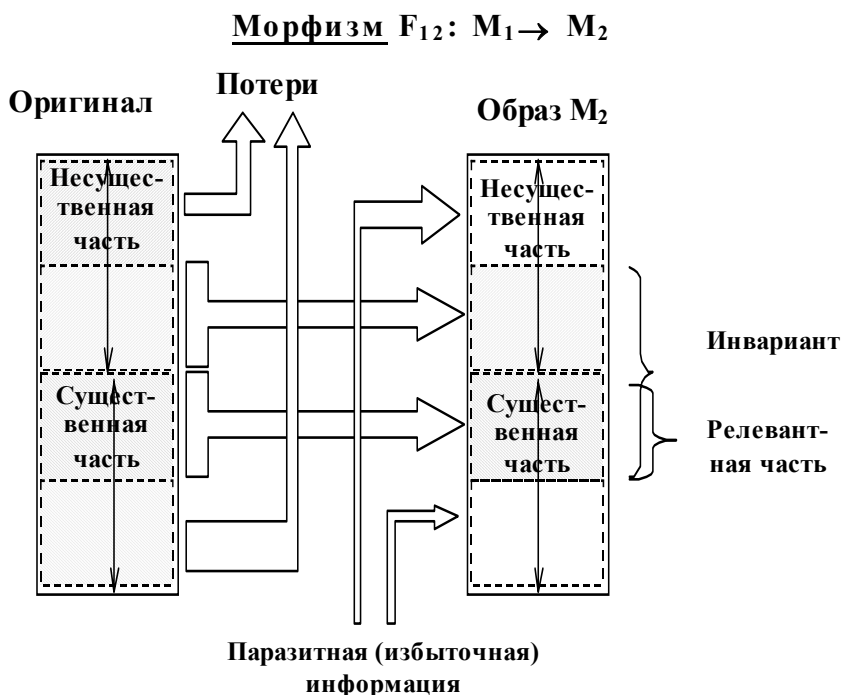 Морфизм F₁₂: M₁→ M₂
Потери
Оригинал
Образ M₂
Несущес-
твенная
часть
Несущес-
твенная
часть
Инвариант
Сущест-
венная
часть
Сущест-
венная
часть
Релевант-
ная часть
Паразитная (избыточная)
информация